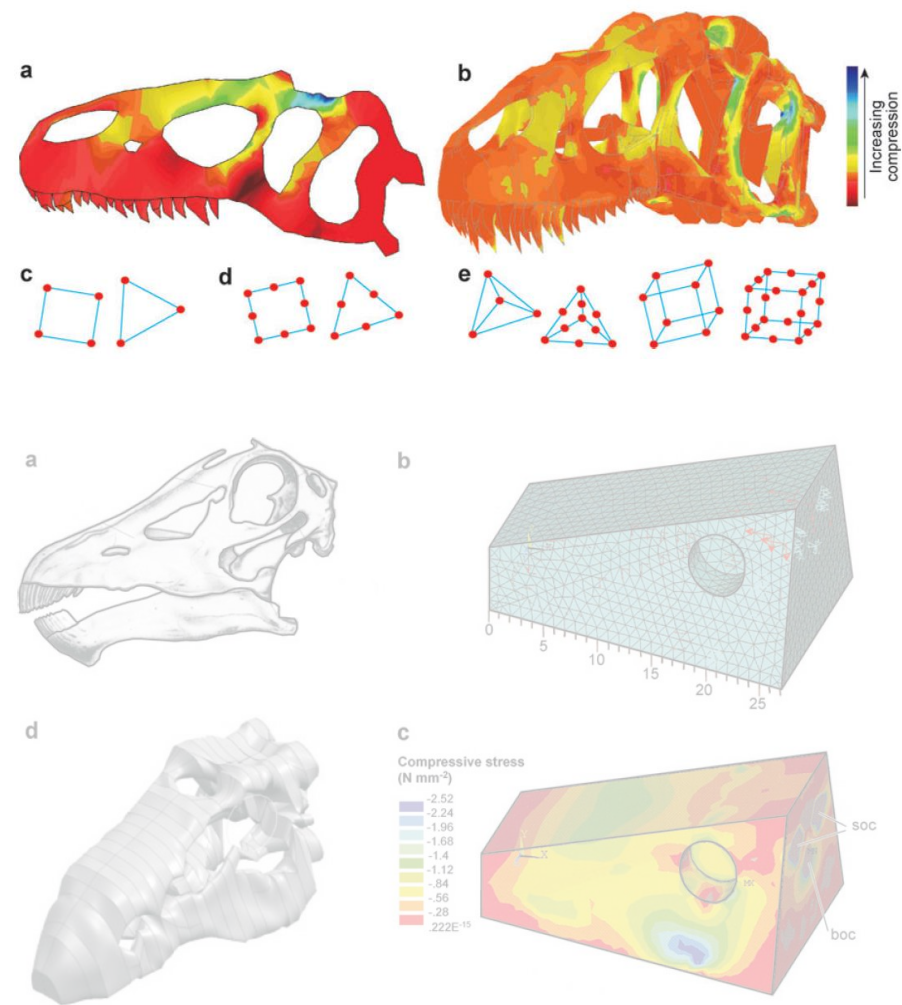 a
b
Increasing
compression
c
d
e
a
b
0
5
10
15
20
25
d
c
Compressive stress
(N mm⁻²)
-2.52
-2.24
-1.96
-1.68
-1.4
-1.12
-.84
-.56
-.28
.222E⁻¹⁵
X
soc
boc